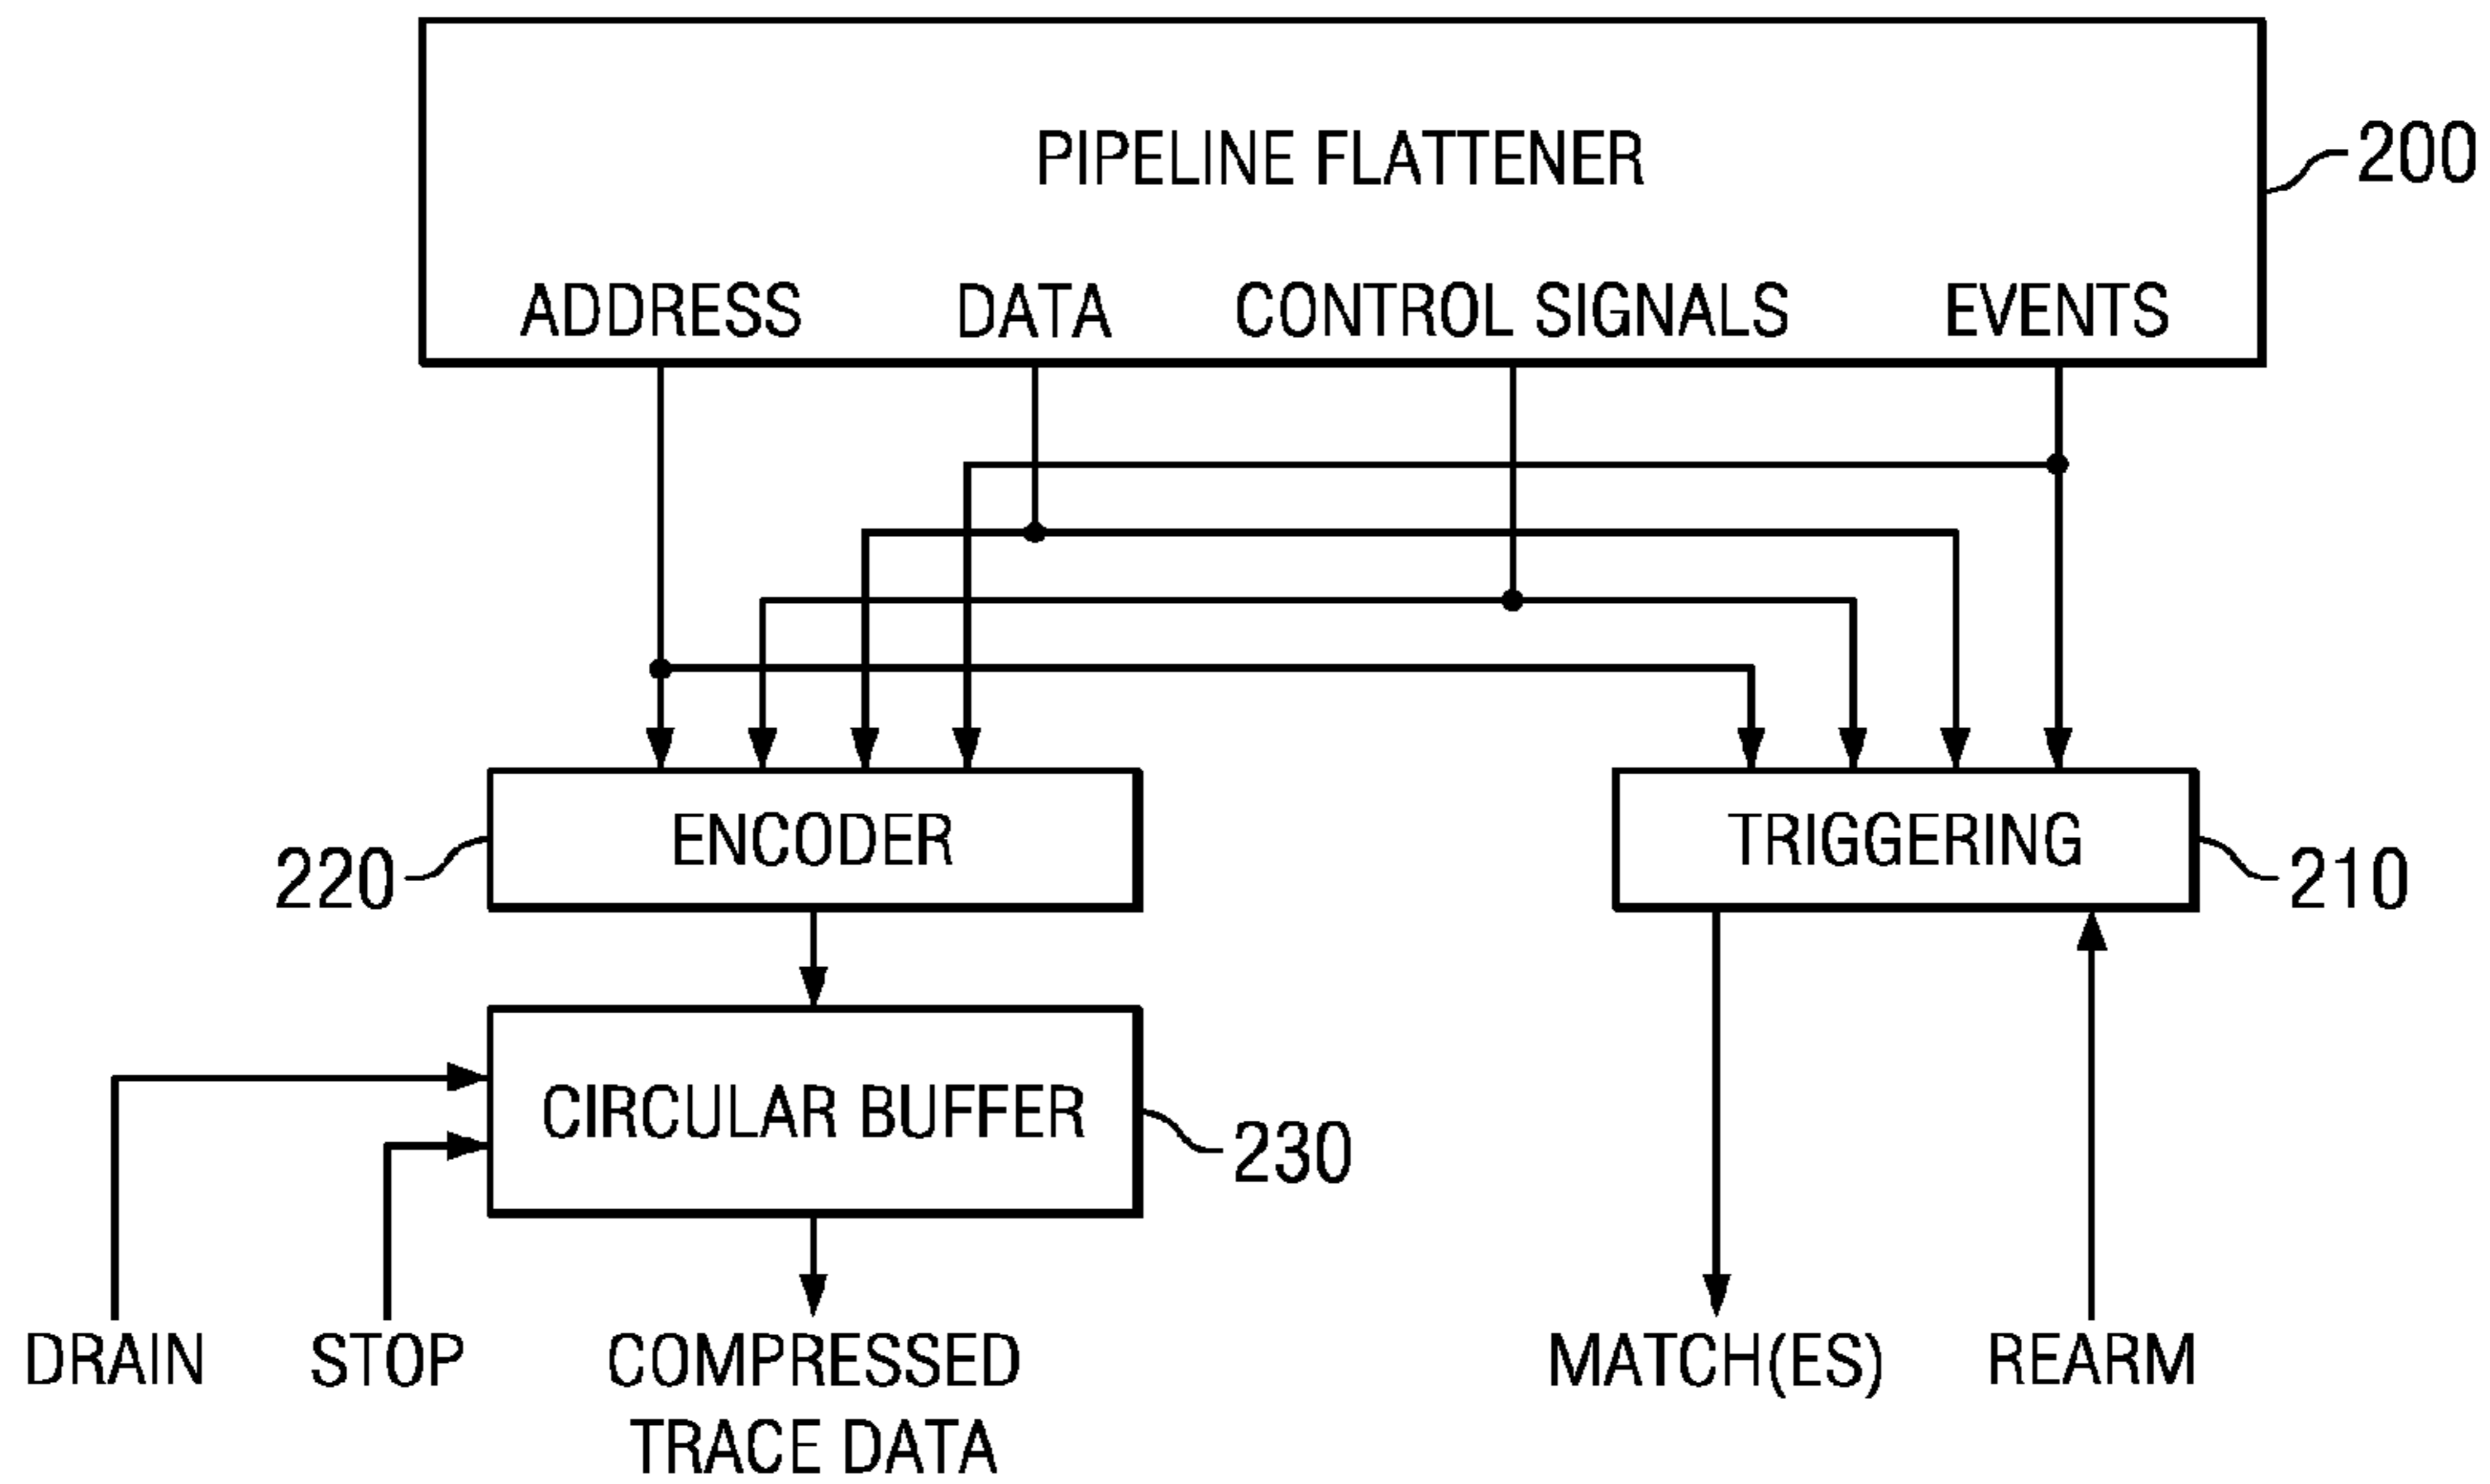 PIPELINE FLATTENER
200
ADDRESS DATA CONTROL SIGNALS EVENTS
ENCODER
TRIGGERING
220
210
CIRCULAR BUFFER
230
DRAIN
STOP
COMPRESSED
TRACE DATA
MATCH(ES)
REARM